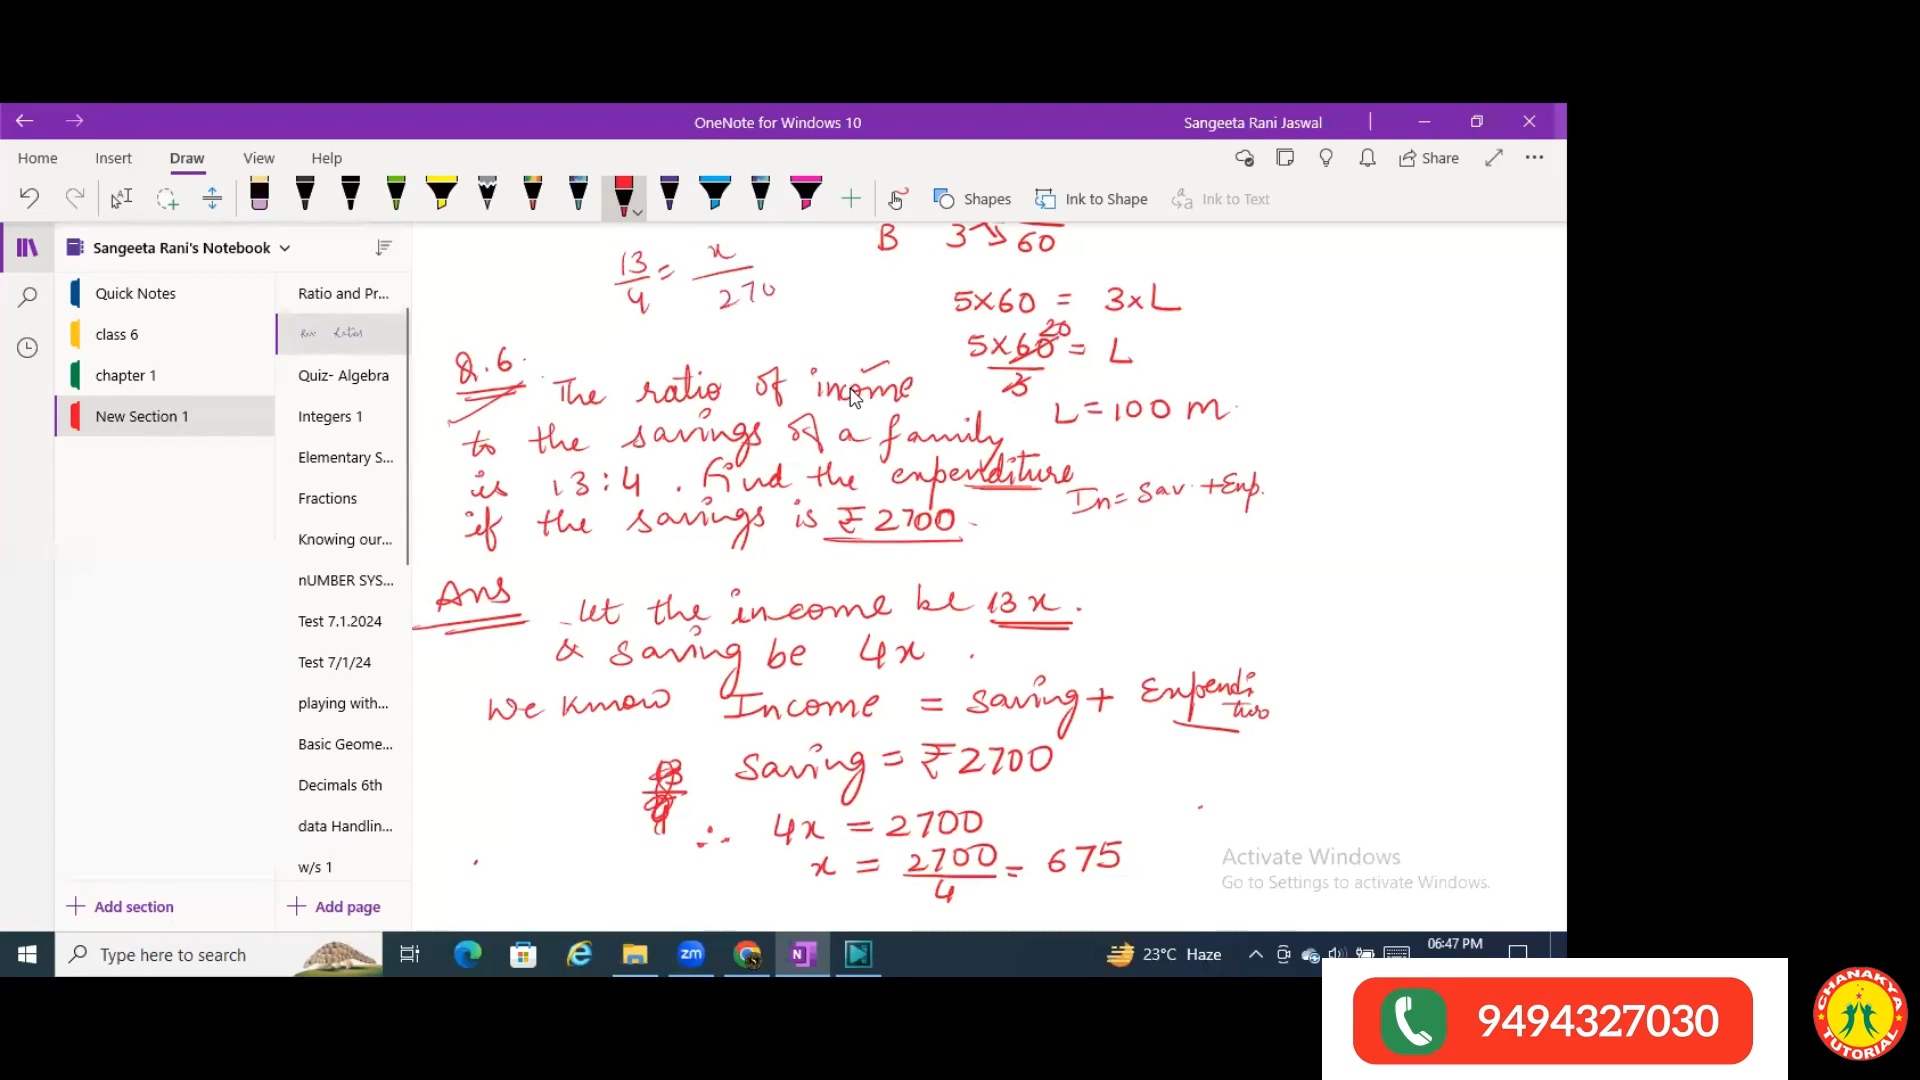 OneNote for Windows 10
Sangeeta Rani Jaswal
Home Insert Draw View Help
Share
Shapes
Ink to Shape
Ink to Text
Sangeeta Rani's Notebook
Quick Notes
class 6
chapter 1
New Section 1
Add section
Ratio and Pr...
Quiz- Algebra
Integers 1
Elementary S...
Fractions
Knowing our...
nUMBER SYS...
Test 7.1.2024
Test 7/1/24
playing with...
Basic Geome...
Decimals 6th
data Handlin...
w/s 1
Add page
13/4 = x/270
B 3 60
5x60 = 3xL
5x60/3 = L
20
L = 100 m
Q.6. The ratio of income
to the savings of a family
is 13:4. Find the expenditure
if the savings is ₹2700.
In = Sav. + Exp.
Ans Let the income be 13x.
& Saving be 4x.
We know Income = saving + Expenditure
Saving = ₹2700
∴ 4x = 2700
x = 2700/4 = 675
Activate Windows
Go to Settings to activate Windows.
Type here to search
zm
N
23°C Haze
06:47 PM
9494327030
CHANAKYA
TUTORIAL